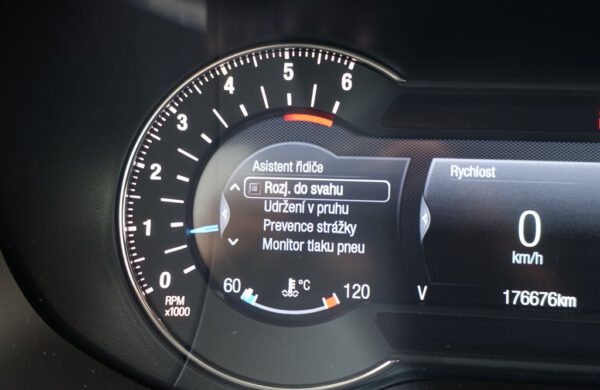 6
5
4
3
2
1
0
RPM
x1000
Asistent řidiče
Rozj. do svahu
Udržení v pruhu
Prevence strážky
Monitor tlaku pneu
60 °C 120
Rychlost
0
km/h
V 176676km